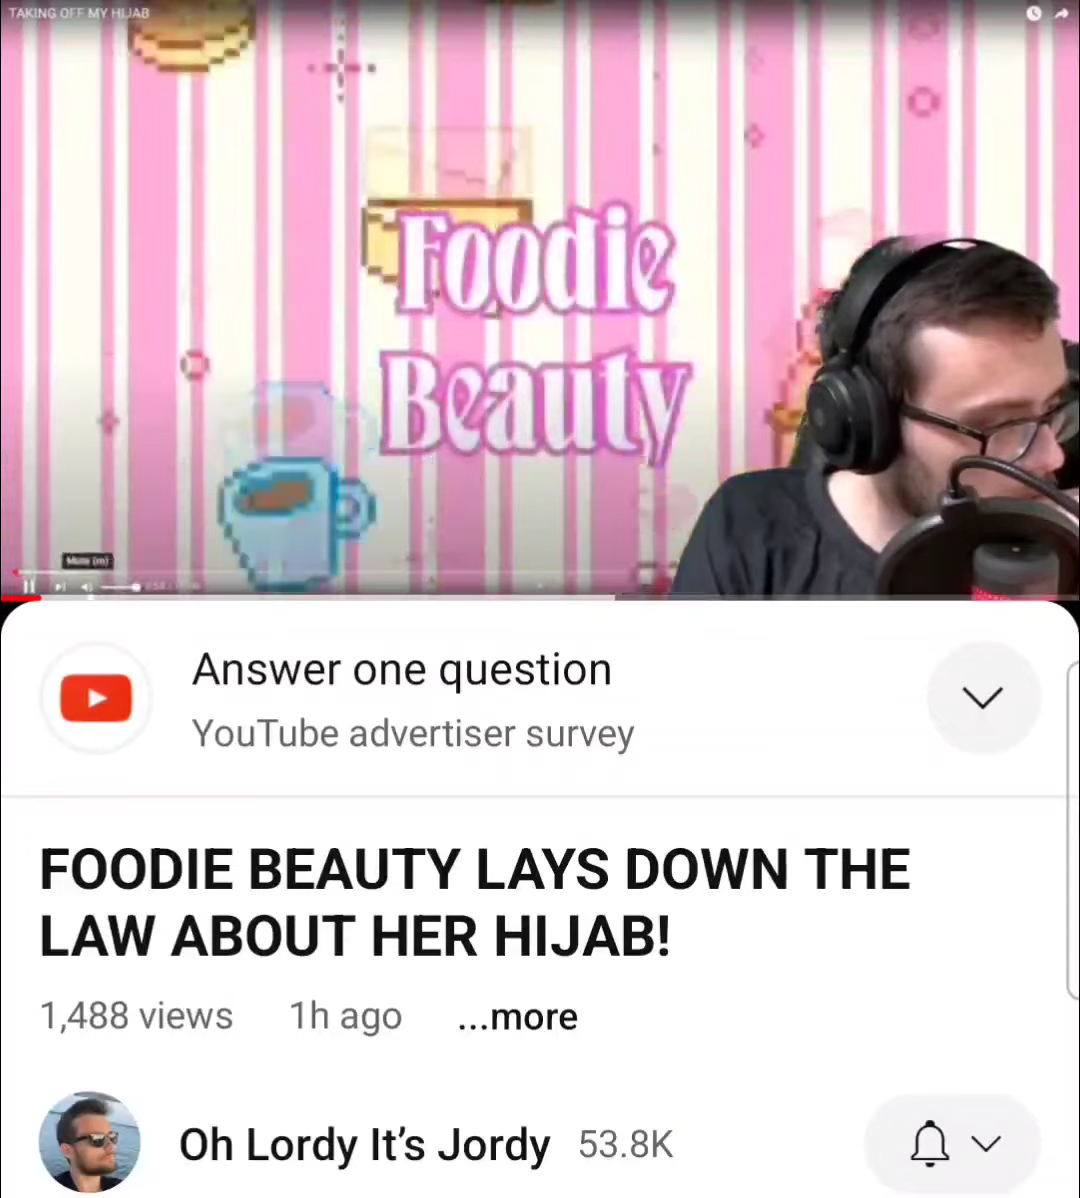 TAKING OFF MY HIJAB
Foodie
Beauty
Mute (m)
Answer one question
YouTube advertiser survey
FOODIE BEAUTY LAYS DOWN THE
LAW ABOUT HER HIJAB!
1,488 views 1h ago ...more
Oh Lordy It's Jordy 53.8K